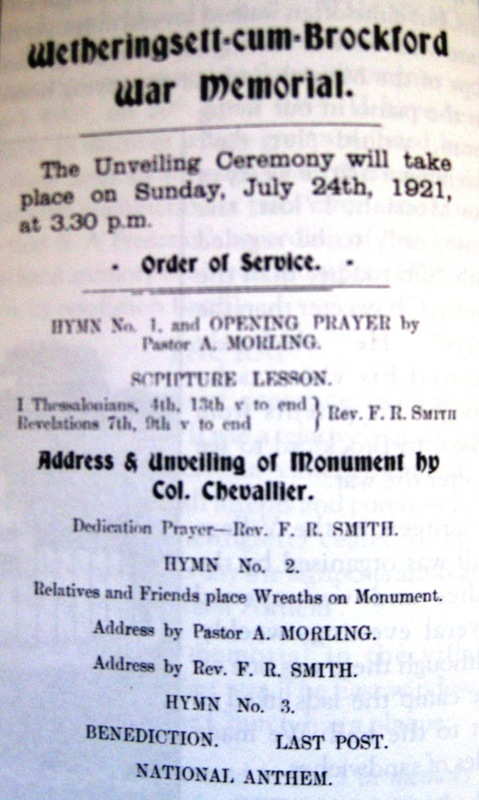 Wetheringsett-cum-Brockford
War Memorial.
The Unveiling Ceremony will take
place on Sunday, July 24th, 1921,
at 3.30 p.m.
- Order of Service. -
HYMN No. 1, and OPENING PRAYER by
Pastor A. MORLING.
SCPIPTURE LESSON.
I Thessalonians, 4th, 13th v to end } Rev. F. R. SMITH
Revelations 7th, 9th v to end
Address & Unveiling of Monument by
Col. Chevallier.
Dedication Prayer—Rev. F. R. SMITH.
HYMN No. 2.
Relatives and Friends place Wreaths on Monument.
Address by Pastor A. MORLING.
Address by Rev. F. R. SMITH.
HYMN No. 3.
BENEDICTION. LAST POST.
NATIONAL ANTHEM.